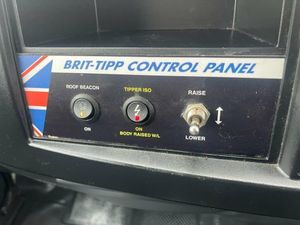 BRIT-TIPP CONTROL PANEL
ROOF BEACON TIPPER ISO RAISE
ON ON
BODY RAISED W/L LOWER